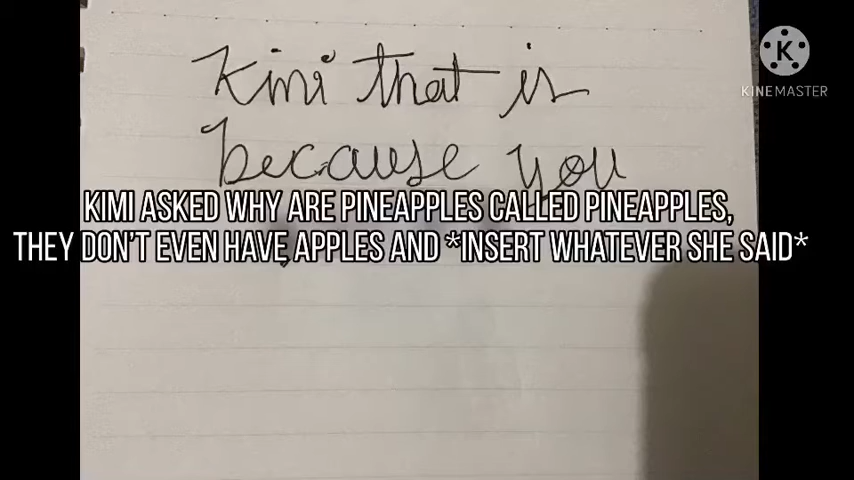 Kimi that is
because you
KIMI ASKED WHY ARE PINEAPPLES CALLED PINEAPPLES,
THEY DON'T EVEN HAVE APPLES AND *INSERT WHATEVER SHE SAID*
K
KINEMASTER